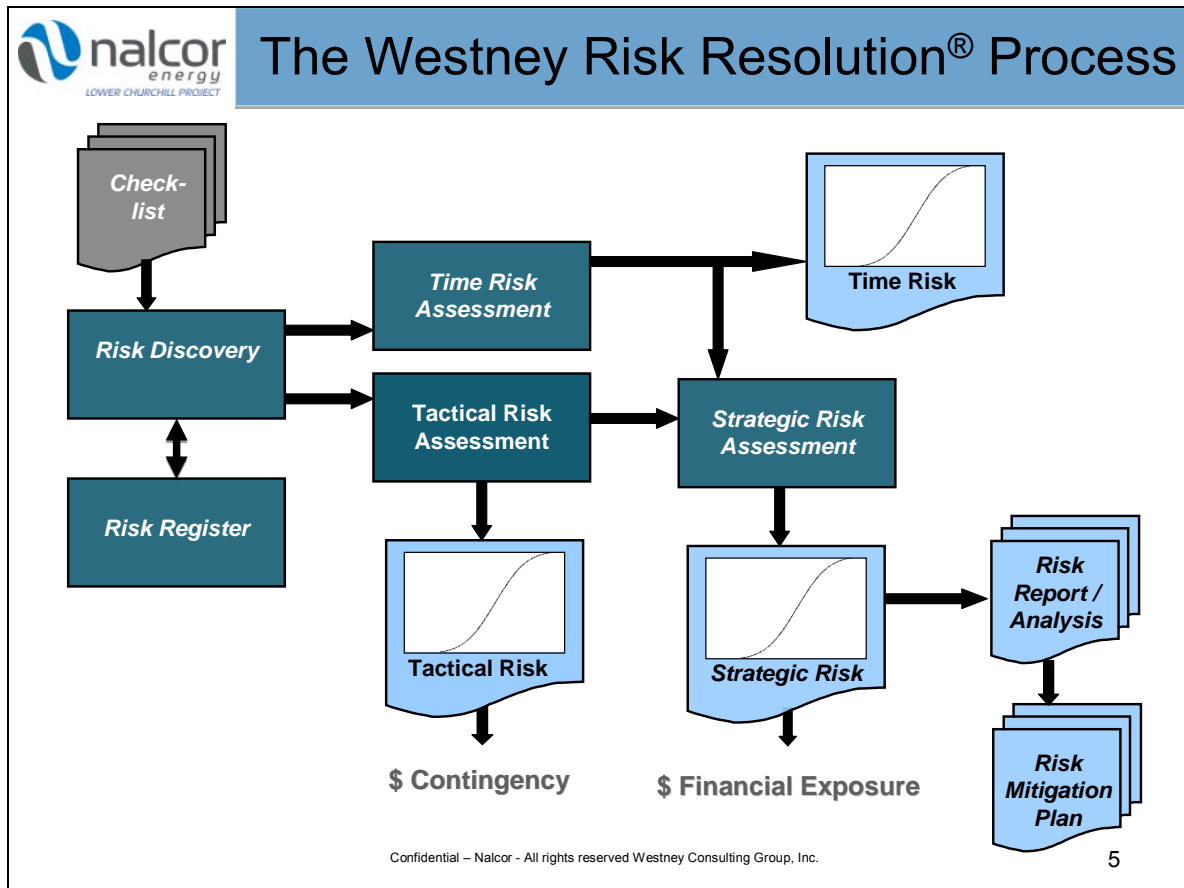 nalcor
energy
LOWER CHURCHILL PROJECT
The Westney Risk Resolution® Process
Check-
list
Time Risk
Assessment
Time Risk
Risk Discovery
Tactical Risk
Assessment
Strategic Risk
Assessment
Risk Register
Tactical Risk
Strategic Risk
Risk
Report /
Analysis
$ Contingency
$ Financial Exposure
Risk
Mitigation
Plan
Confidential – Nalcor - All rights reserved Westney Consulting Group, Inc.
5